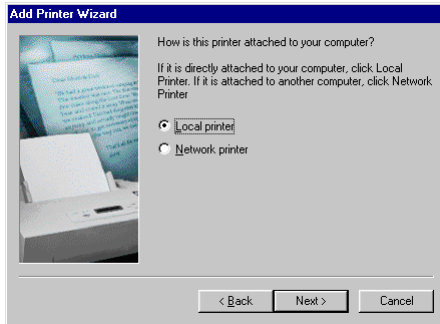 Add Printer Wizard
How is this printer attached to your computer?
If it is directly attached to your computer, click Local
Printer. If it is attached to another computer, click Network
Printer
Local printer
Network printer
< Back
Next >
Cancel